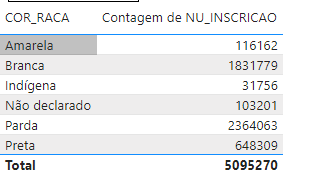 COR_RACA Contagem de NU_INSCRICAO
Amarela 116162
Branca 1831779
Indígena 31756
Não declarado 103201
Parda 2364063
Preta 648309
Total 5095270